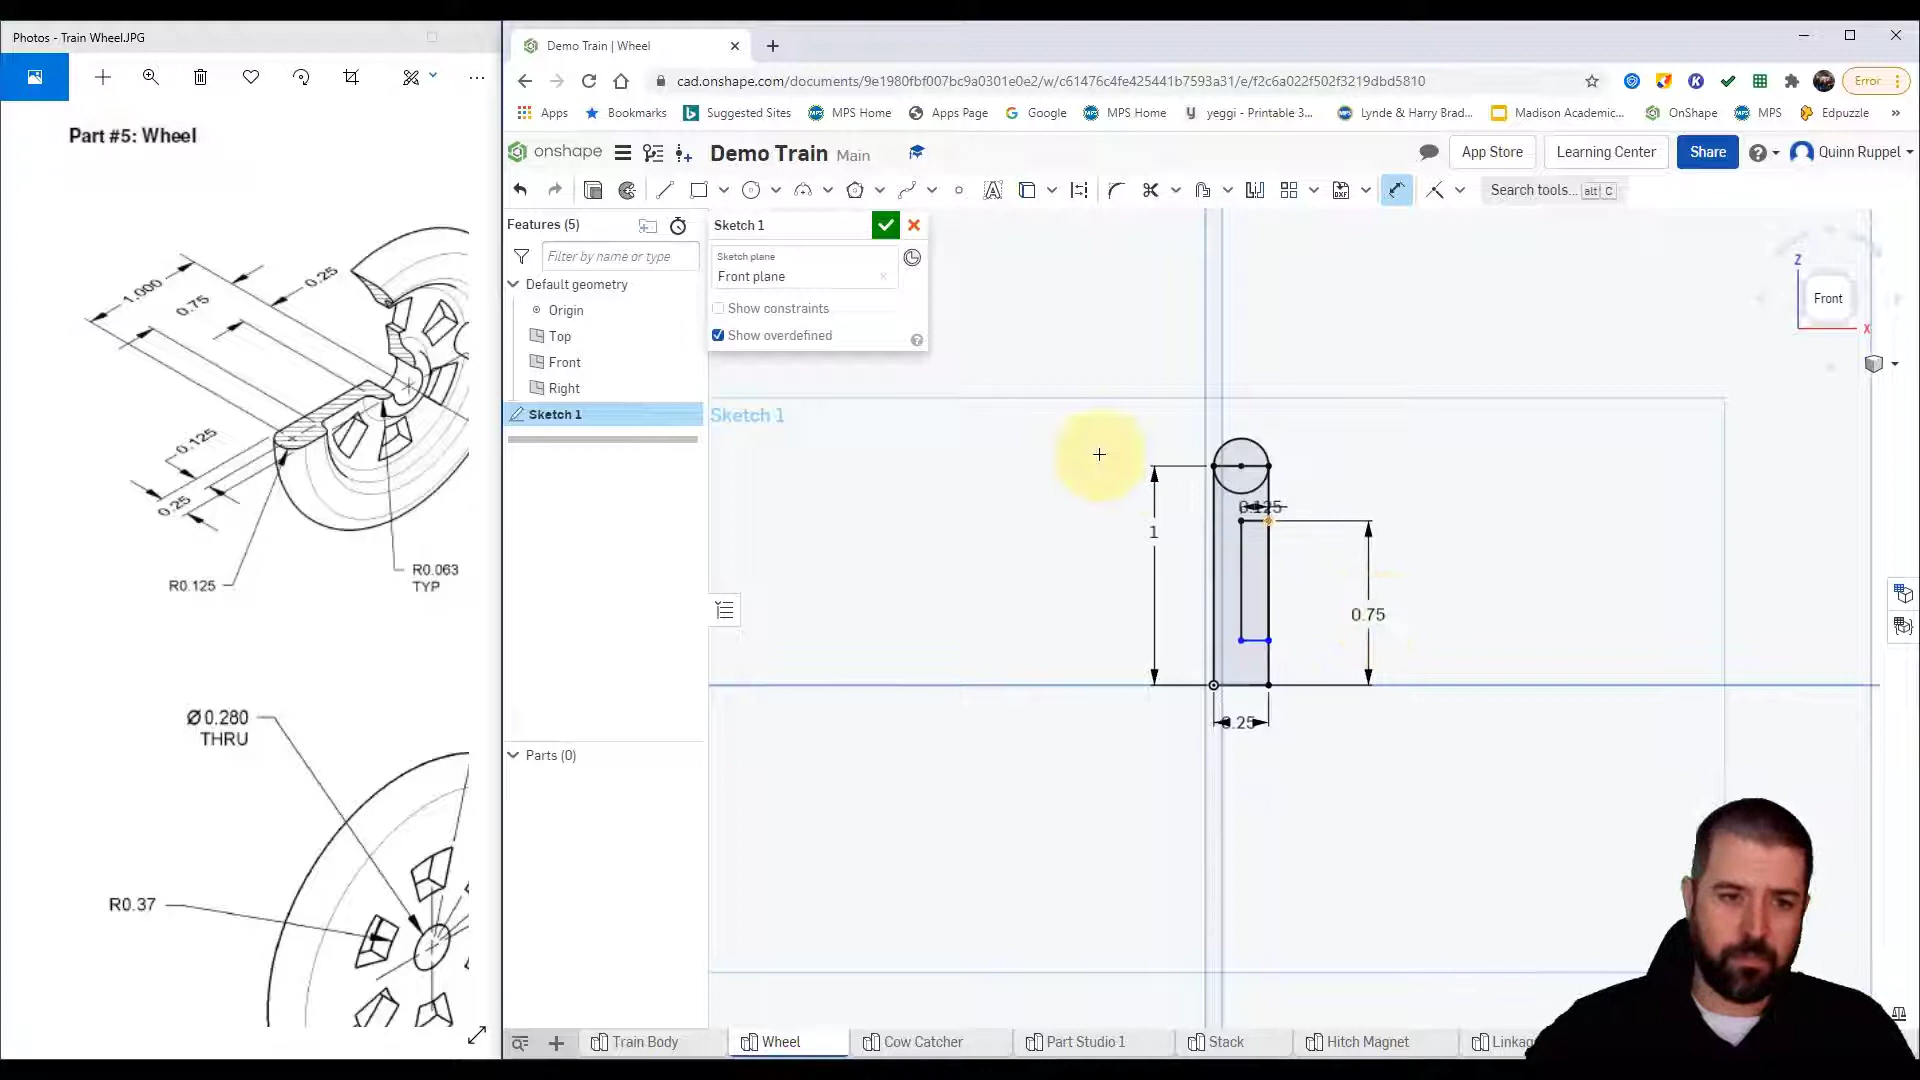 Photos - Train Wheel.JPG
Part #5: Wheel
1.000
0.75
0.25
0.125
0.25
R0.125
R0.063
TYP
Ø 0.280
THRU
R0.37
Demo Train | Wheel
cad.onshape.com/documents/9e1980fbf007bc9a0301e0e2/w/c61476c4fe425441b7593a31/e/f2c6a022f502f3219dbd5810
Error
Apps
Bookmarks
Suggested Sites
MPS Home
Apps Page
Google
MPS Home
yeggi - Printable 3...
Lynde & Harry Brad...
Madison Academic...
OnShape
MPS
Edpuzzle
»
onshape
Demo Train Main
App Store
Learning Center
Share
Quinn Ruppel
Search tools... alt C
Features (5)
Filter by name or type
Default geometry
Origin
Top
Front
Right
Sketch 1
Parts (0)
Sketch 1
Sketch plane
Front plane
Show constraints
Show overdefined
Sketch 1
Z
Front
X
0.125
1
0.75
0.25
Train Body
Wheel
Cow Catcher
Part Studio 1
Stack
Hitch Magnet